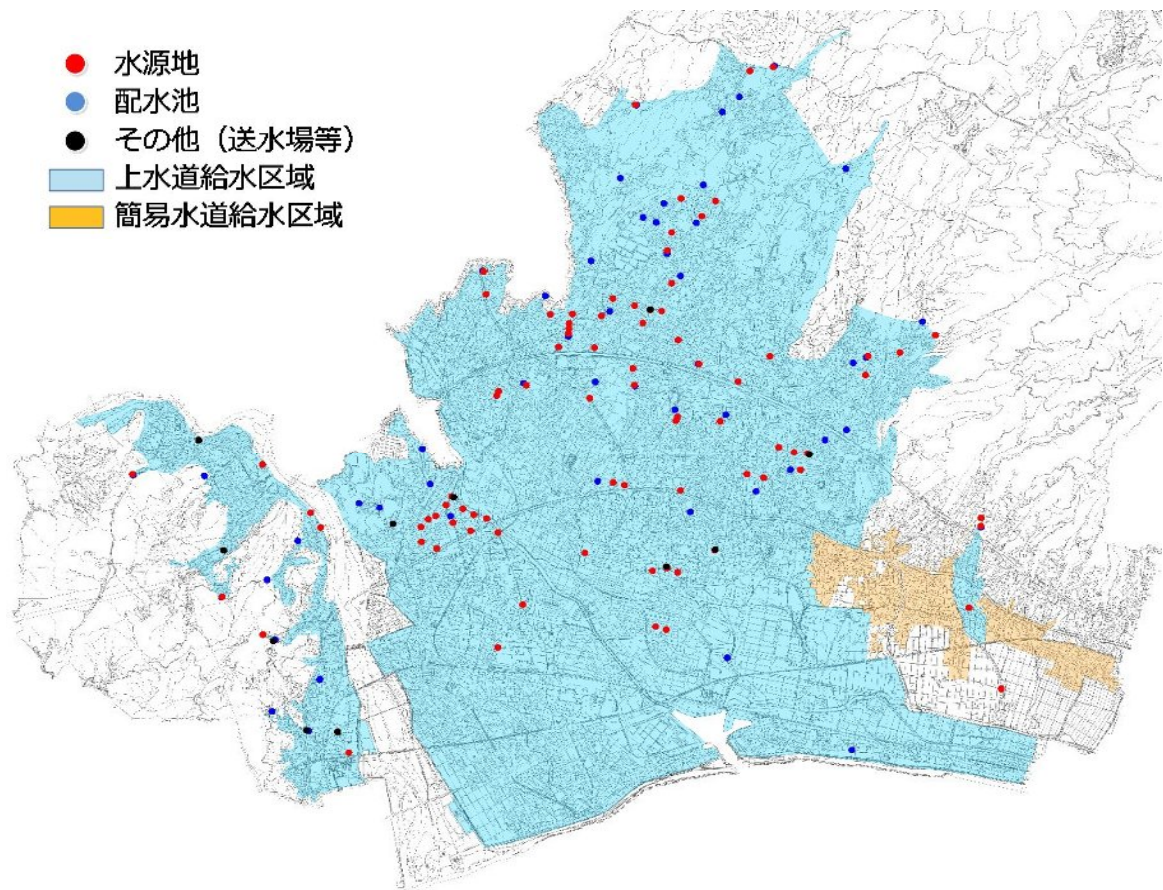 水源地
配水池
その他（送水場等）
上水道給水区域
簡易水道給水区域